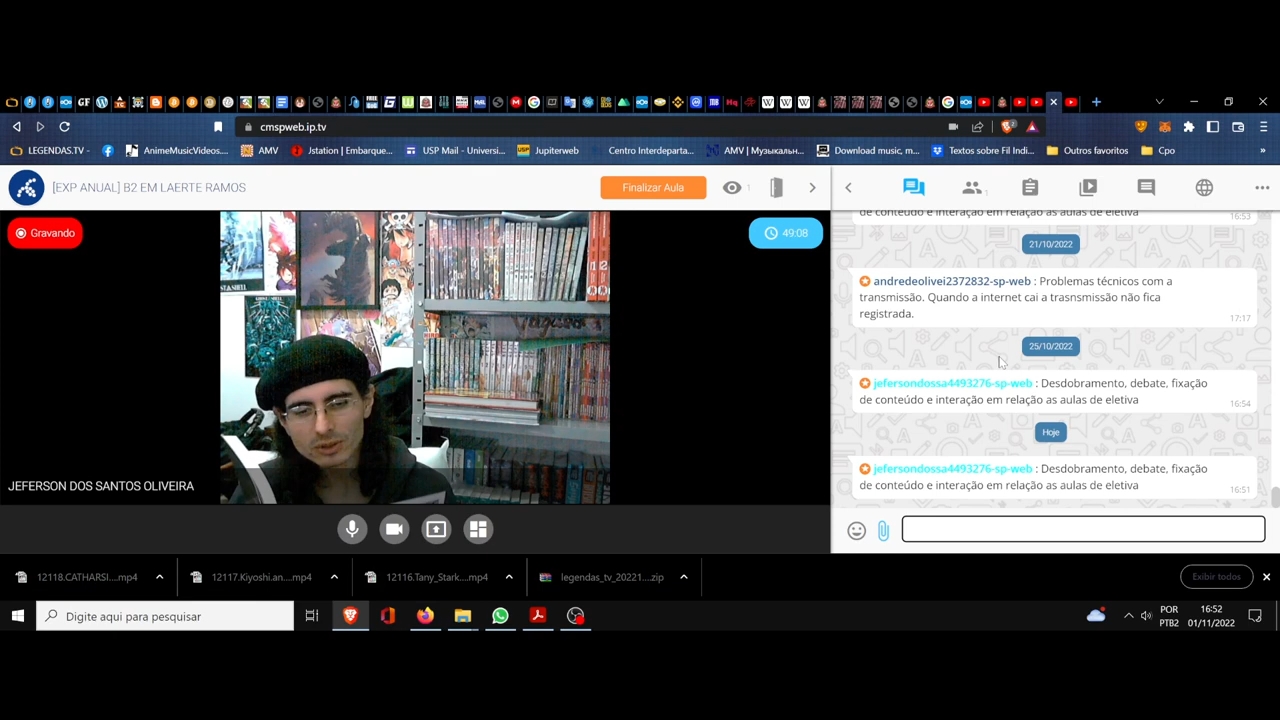 cmspweb.ip.tv
2
LEGENDAS.TV -
AnimeMusicVideos...
AMV
Jstation | Embarque...
USP Mail - Universi...
Jupiterweb
Centro Interdeparta...
AMV | Музыкальн...
Download music, m...
Textos sobre Fil Indi...
Outros favoritos
Cpo
»
[EXP ANUAL] B2 EM LAERTE RAMOS
Finalizar Aula
1
1
Gravando
49:08
JEFERSON DOS SANTOS OLIVEIRA
de conteúdo e interação em relação as aulas de eletiva
16:53
21/10/2022
andredeolivei2372832-sp-web : Problemas técnicos com a
transmissão. Quando a internet cai a trasnmissão não fica
registrada.
17:17
25/10/2022
jefersondossa4493276-sp-web : Desdobramento, debate, fixação
de conteúdo e interação em relação as aulas de eletiva
16:54
Hoje
jefersondossa4493276-sp-web : Desdobramento, debate, fixação
de conteúdo e interação em relação as aulas de eletiva
16:51
12118.CATHARSI....mp4
12117.Kiyoshi.an....mp4
12116.Tany_Stark....mp4
legendas_tv_20221....zip
Exibir todos
Digite aqui para pesquisar
POR
PTB2
16:52
01/11/2022